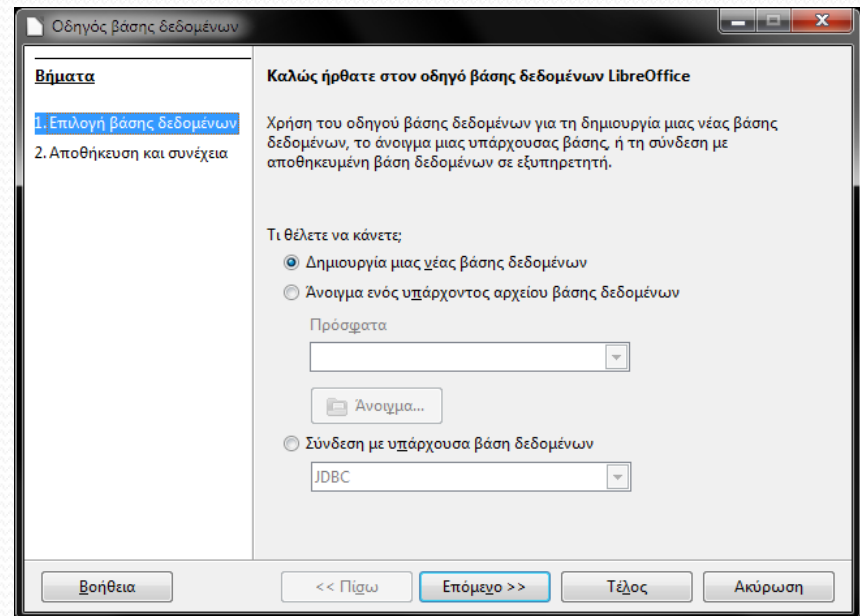 Οδηγός βάσης δεδομένων
Βήματα
1. Επιλογή βάσης δεδομένων
2. Αποθήκευση και συνέχεια
Καλώς ήρθατε στον οδηγό βάσης δεδομένων LibreOffice
Χρήση του οδηγού βάσης δεδομένων για τη δημιουργία μιας νέας βάσης
δεδομένων, το άνοιγμα μιας υπάρχουσας βάσης, ή τη σύνδεση με
αποθηκευμένη βάση δεδομένων σε εξυπηρετητή.
Τι θέλετε να κάνετε;
Δημιουργία μιας νέας βάσης δεδομένων
Άνοιγμα ενός υπάρχοντος αρχείου βάσης δεδομένων
Πρόσφατα
Άνοιγμα...
Σύνδεση με υπάρχουσα βάση δεδομένων
JDBC
Βοήθεια
<< Πίσω
Επόμενο >>
Τέλος
Ακύρωση